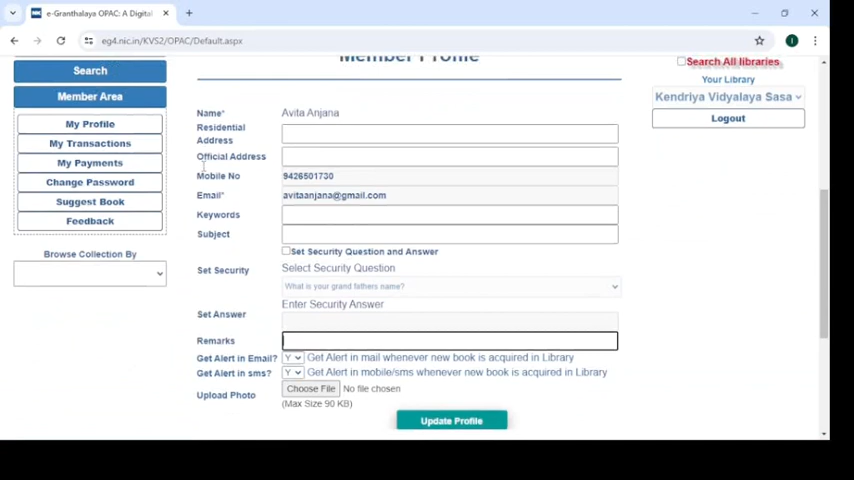 e-Granthalaya OPAC: A Digital
eg4.nic.in/KVS2/OPAC/Default.aspx
I
Member Profile
Search
Member Area
My Profile
My Transactions
My Payments
Change Password
Suggest Book
Feedback
Browse Collection By
Name* Avita Anjana
Residential Address
Official Address
Mobile No 9426501730
Email* avitaanjana@gmail.com
Keywords
Subject
Set Security Question and Answer
Set Security Select Security Question
What is your grand fathers name?
Set Answer Enter Security Answer
Remarks
Get Alert in Email? Y Get Alert in mail whenever new book is acquired in Library
Get Alert in sms? Y Get Alert in mobile/sms whenever new book is acquired in Library
Upload Photo Choose File No file chosen
(Max Size 90 KB)
Update Profile
Search All libraries
Your Library
Kendriya Vidyalaya Sasa
Logout